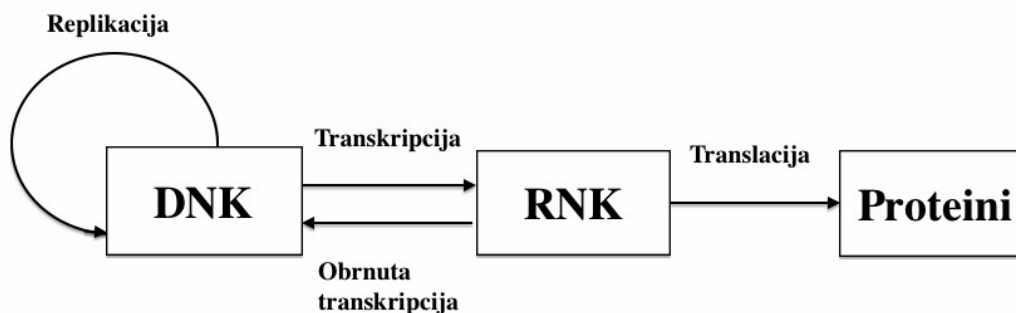 Replikacija
Transkripcija
Translacija
DNK
RNK
Proteini
Obrnuta
transkripcija